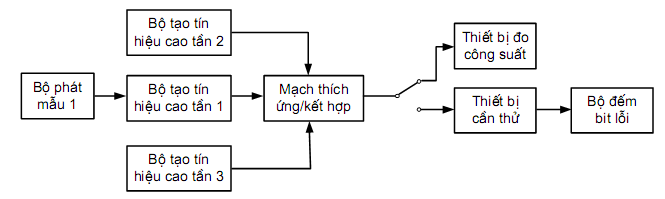 Bộ tạo tín
hiệu cao tần 2
Thiết bị đo
công suất
Bộ phát
mẫu 1
Bộ tạo tín
hiệu cao tần 1
Mạch thích
ứng/kết hợp
Thiết bị
cần thử
Bộ đếm
bit lỗi
Bộ tạo tín
hiệu cao tần 3